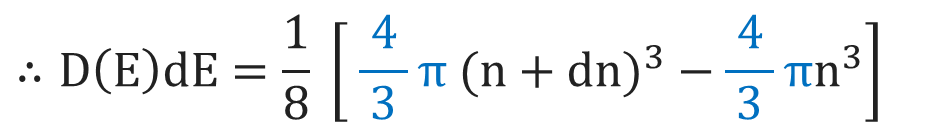 ∴ D(E)dE = 1/8 [ 4/3 π (n + dn)³ − 4/3 πn³ ]